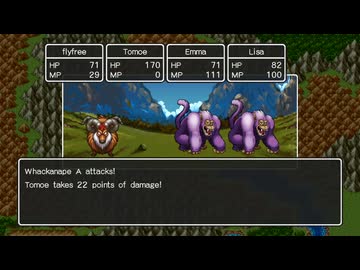 flyfree Tomoe Emma Lisa
HP 71 HP 170 HP 71 HP 82
MP 29 MP 0 MP 111 MP 100
Whackanape A attacks!
Tomoe takes 22 points of damage!